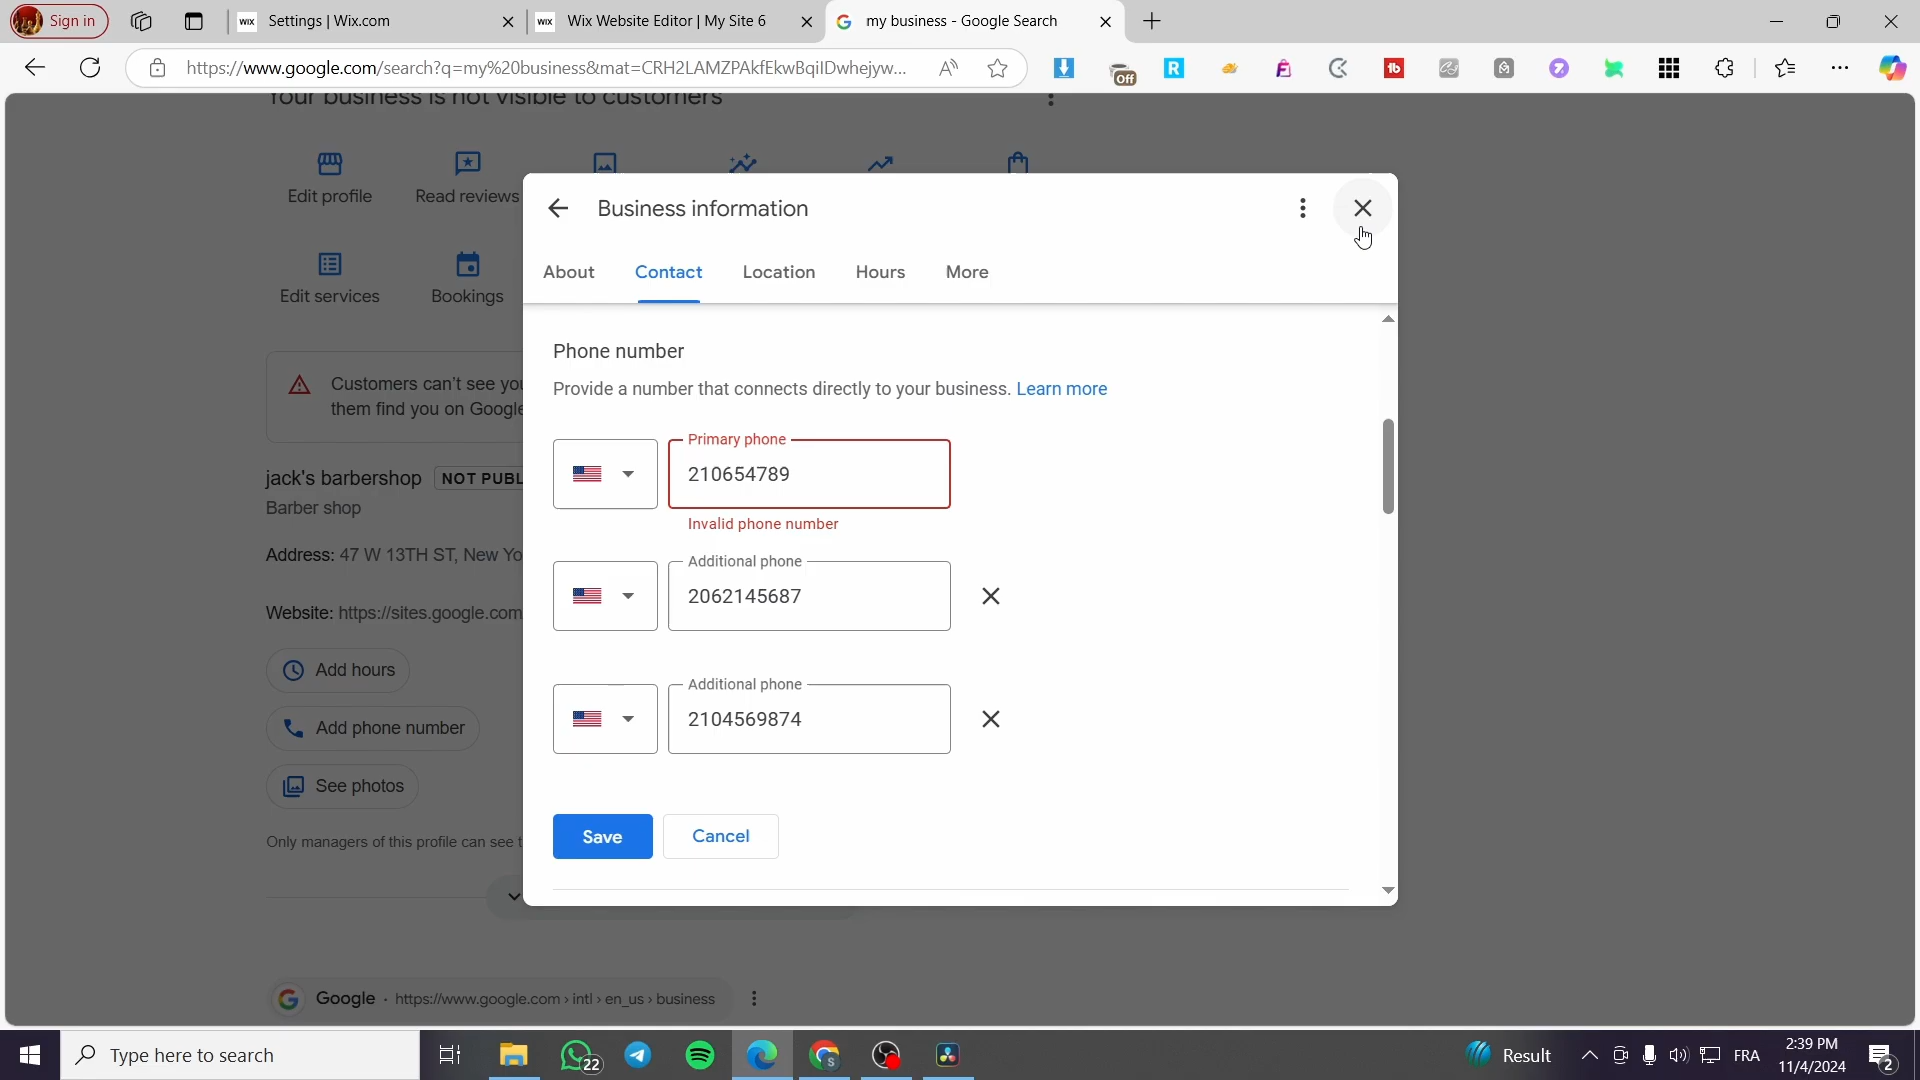 Sign in
WIX Settings | Wix.com
WIX Wix Website Editor | My Site 6
my business - Google Search
https://www.google.com/search?q=my%20business&mat=CRH2LAMZPAkfEkwBqilDwhejyw...
Off
R
1b
Your business is not visible to customers
Edit profile
Read reviews
Edit services
Bookings
Customers can't see you
them find you on Google
jack's barbershop NOT PUBL
Barber shop
Address: 47 W 13TH ST, New Yo
Website: https://sites.google.com
Add hours
Add phone number
See photos
Only managers of this profile can see t
Business information
About
Contact
Location
Hours
More
Phone number
Provide a number that connects directly to your business. Learn more
Primary phone
210654789
Invalid phone number
Additional phone
2062145687
Additional phone
2104569874
Save
Cancel
Google · https://www.google.com › intl › en_us › business
Type here to search
22
S
Result
FRA
2:39 PM
11/4/2024
2